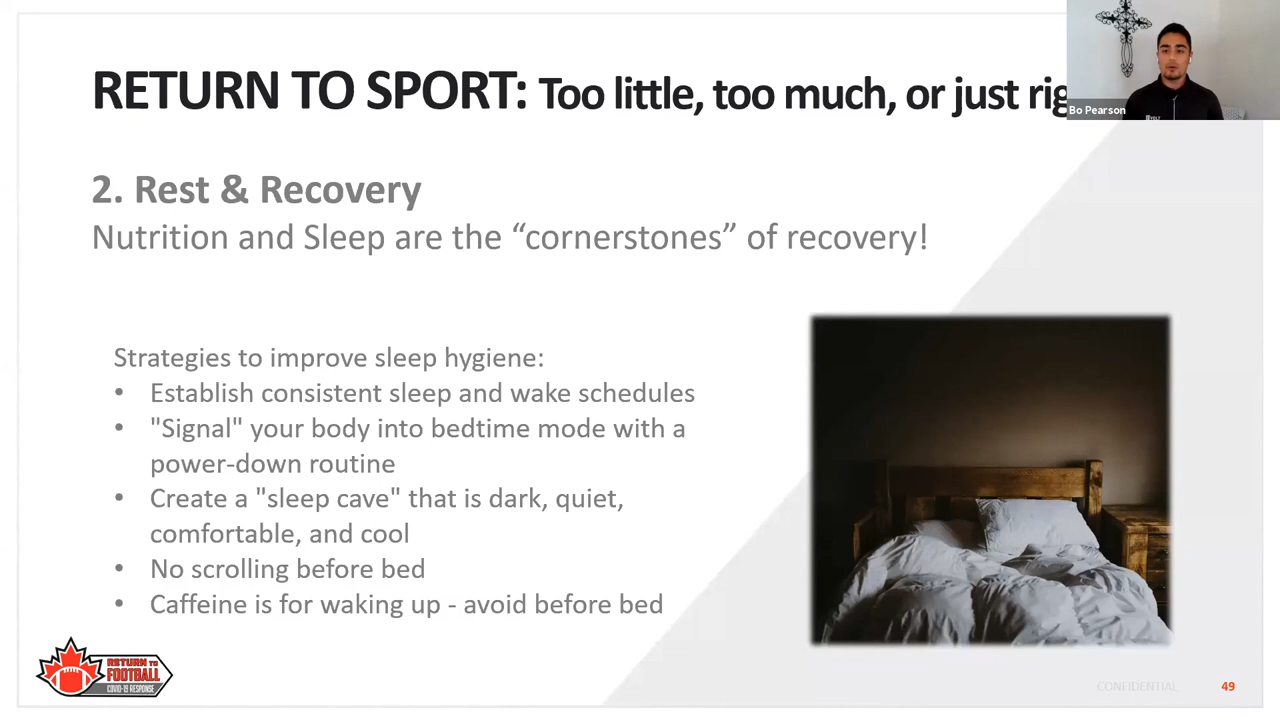 RETURN TO SPORT: Too little, too much, or just rig
Bo Pearson
2. Rest & Recovery
Nutrition and Sleep are the “cornerstones” of recovery!
Strategies to improve sleep hygiene:
• Establish consistent sleep and wake schedules
• "Signal" your body into bedtime mode with a
power-down routine
• Create a "sleep cave" that is dark, quiet,
comfortable, and cool
• No scrolling before bed
• Caffeine is for waking up - avoid before bed
RETURN TO
FOOTBALL
COVID-19 RESPONSE
CONFIDENTIAL
49